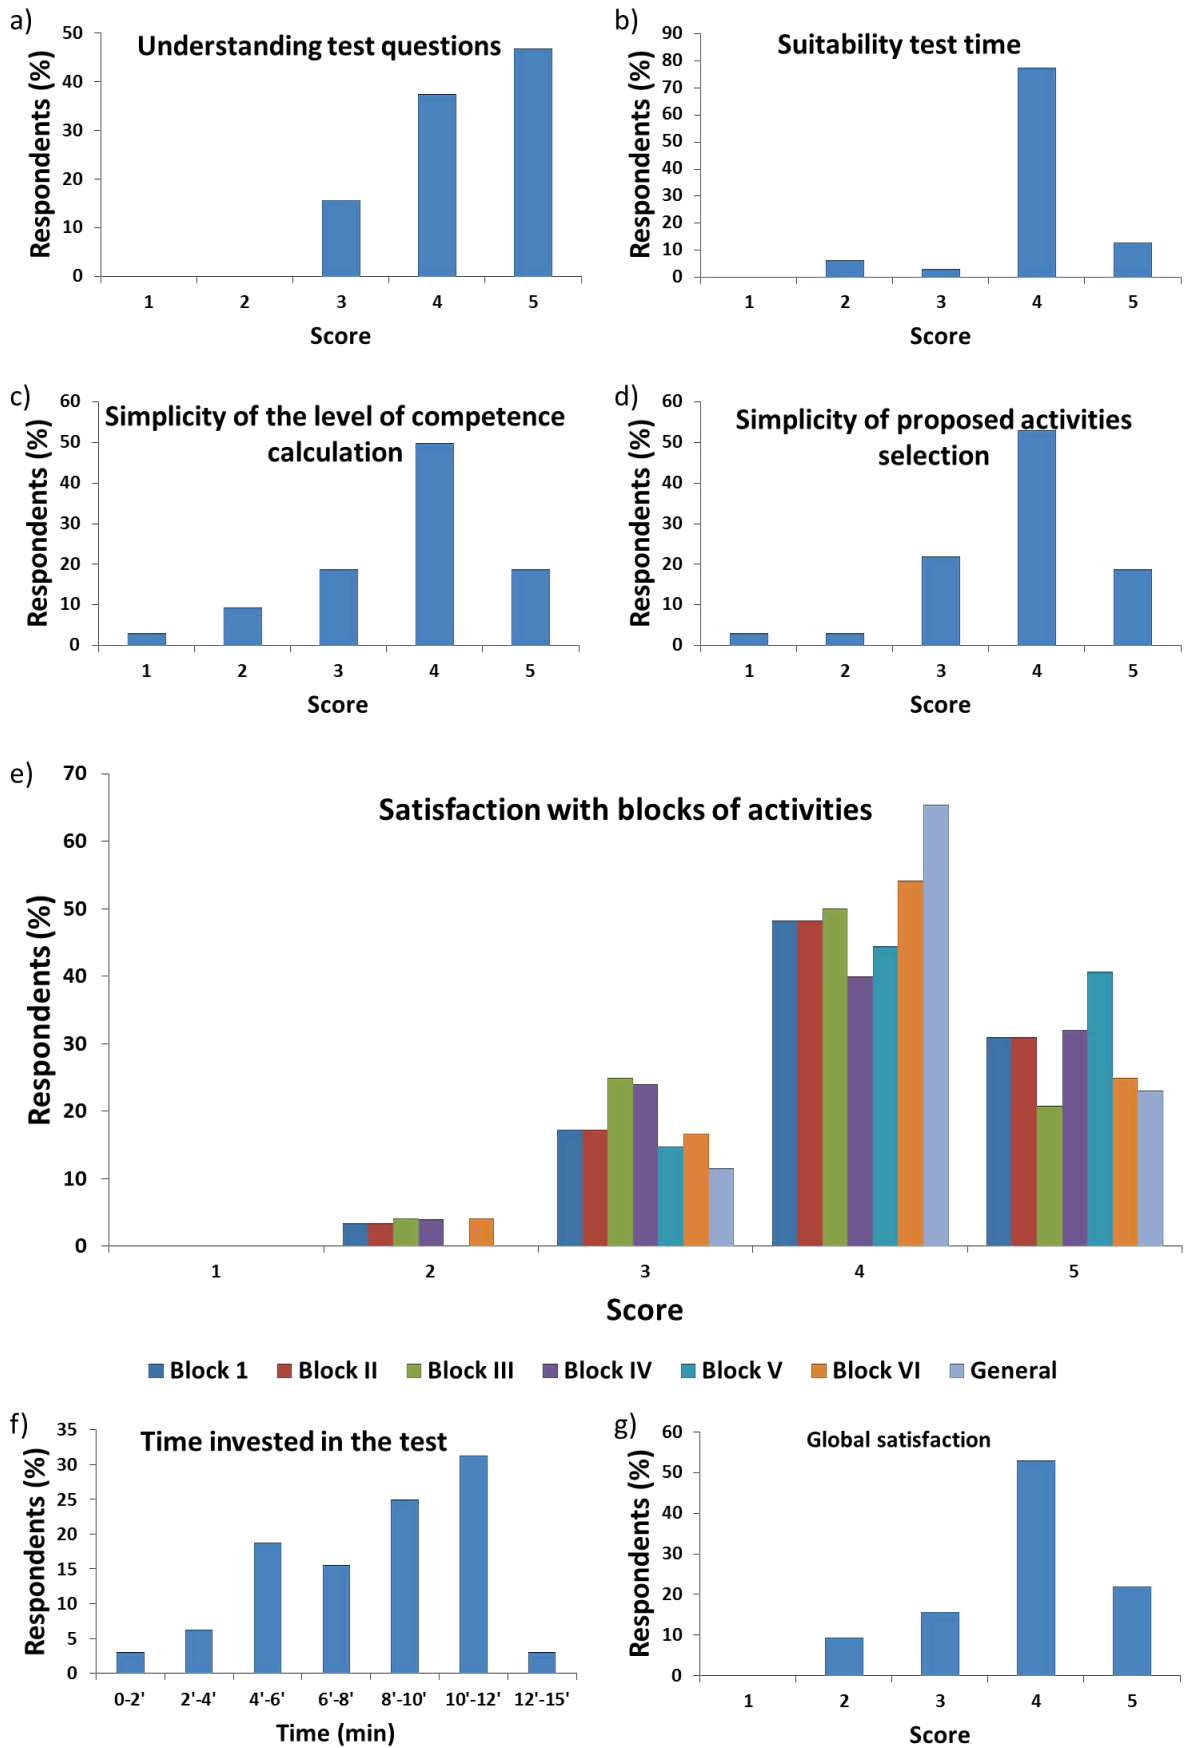 a)
Understanding test questions
Respondents (%)
50
40
30
20
10
0
1 2 3 4 5
Score
b)
Suitability test time
Respondents (%)
90
80
70
60
50
40
30
20
10
0
1 2 3 4 5
Score
c)
Simplicity of the level of competence
calculation
Respondents (%)
60
50
40
30
20
10
0
1 2 3 4 5
Score
d)
Simplicity of proposed activities
selection
Respondents (%)
60
50
40
30
20
10
0
1 2 3 4 5
Score
e)
Satisfaction with blocks of activities
Respondents (%)
70
60
50
40
30
20
10
0
1 2 3 4 5
Score
Block 1 Block II Block III Block IV Block V Block VI General
f)
Time invested in the test
Respondents (%)
35
30
25
20
15
10
5
0
0-2' 2'-4' 4'-6' 6'-8' 8'-10' 10'-12' 12'-15'
Time (min)
g)
Global satisfaction
Respondents (%)
60
50
40
30
20
10
0
1 2 3 4 5
Score